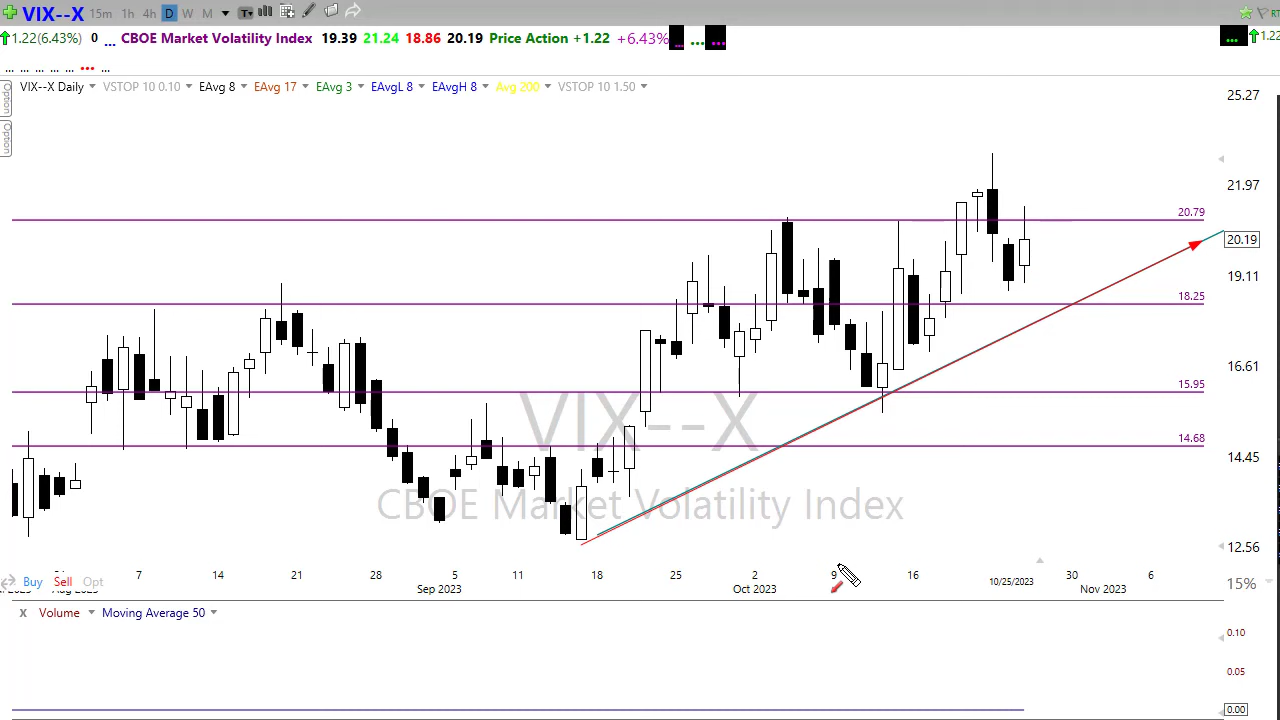 VIX--X 15m 1h 4h D W M T RT
1.22(6.43%) 0 ... CBOE Market Volatility Index 19.39 21.24 18.86 20.19 Price Action +1.22 +6.43% ... ... ... ... 1.22
... ... ... ... ... ... ...
VIX--X Daily VSTOP 10 0.10 EAvg 8 EAvg 17 EAvg 3 EAvgL 8 EAvgH 8 Avg 200 VSTOP 10 1.50
Option
Option
25.27
21.97
20.79
20.19
19.11
18.25
16.61
15.95
14.68
14.45
12.56
VIX--X
CBOE Market Volatility Index
7 14 21 28 5 11 18 25 2 9 16 10/25/2023 30 6
Buy Sell Opt
Sep 2023 Oct 2023 Nov 2023
15%
X Volume Moving Average 50
0.10
0.05
0.00